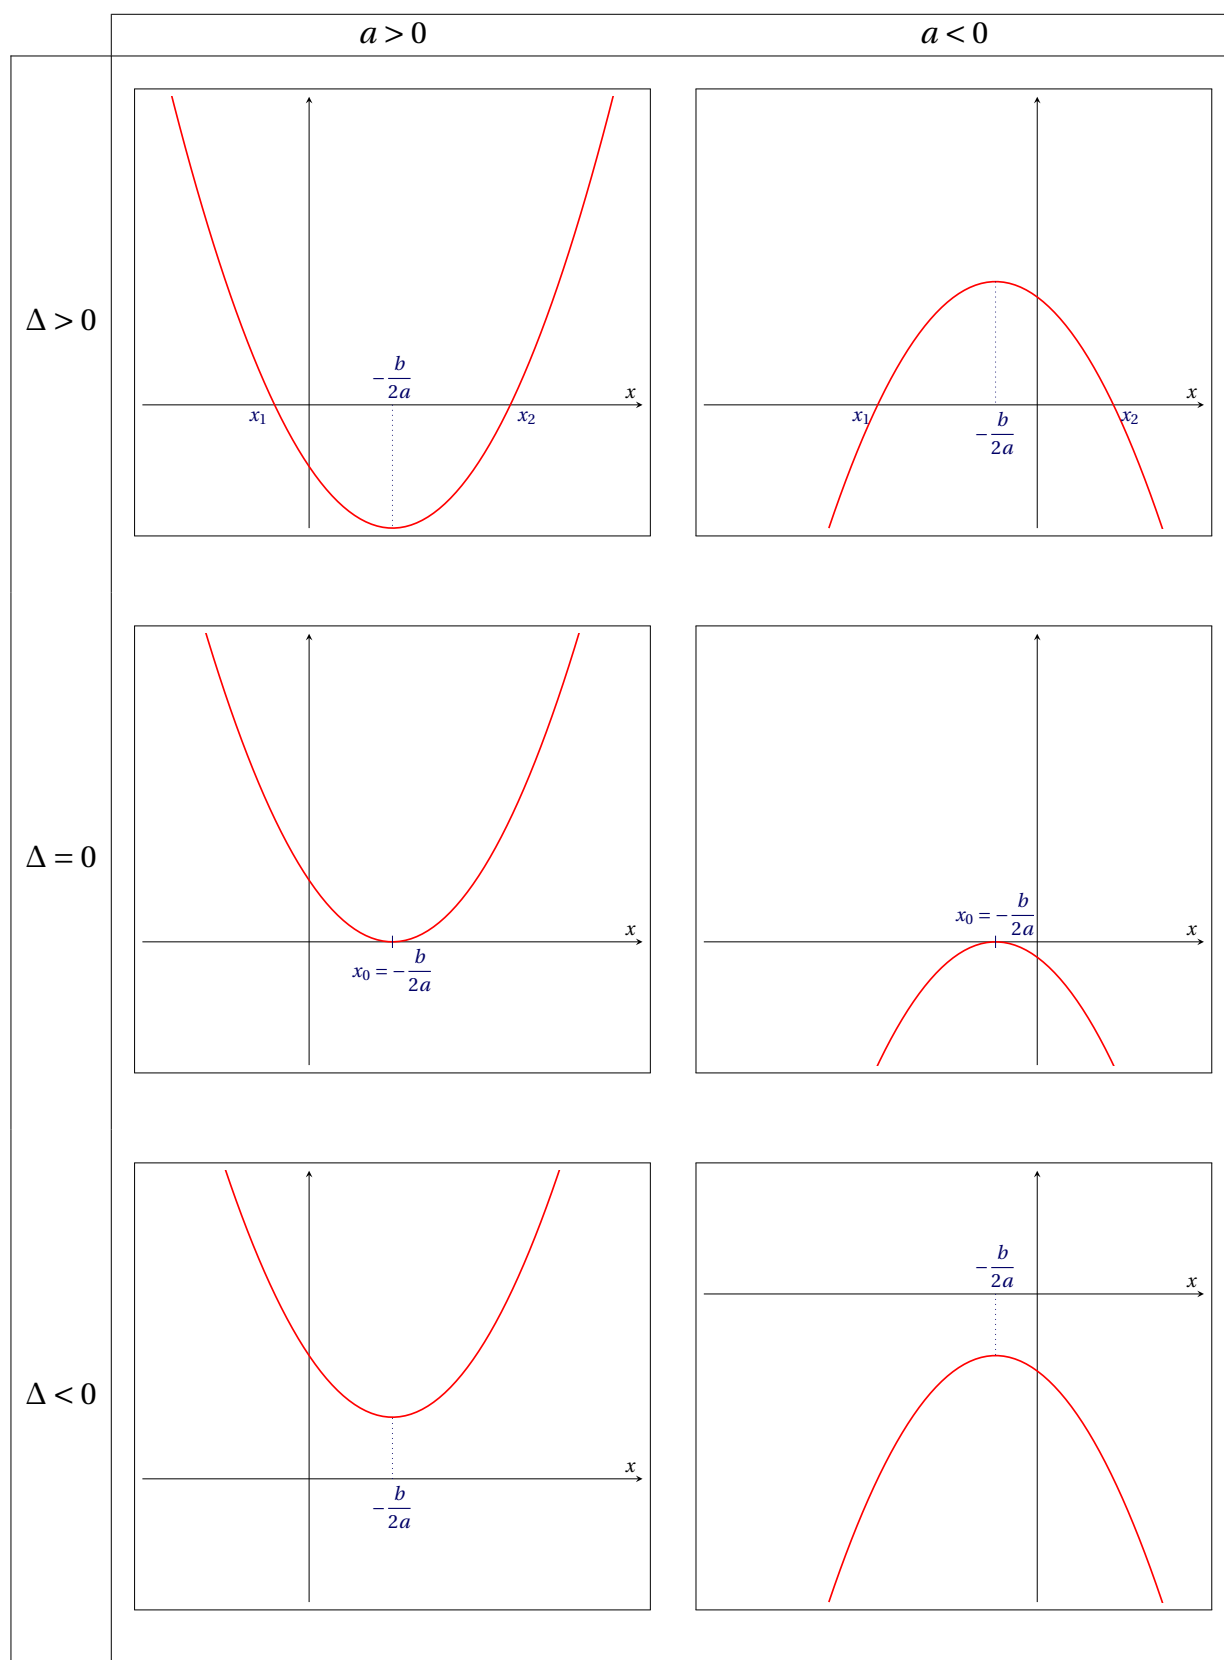 a > 0 a < 0
Δ > 0
−b/2a
x
x₁ x₂
x
x₁ x₂
−b/2a
Δ = 0
x
x₀ = −b/2a
x₀ = −b/2a
x
Δ < 0
x
−b/2a
−b/2a
x